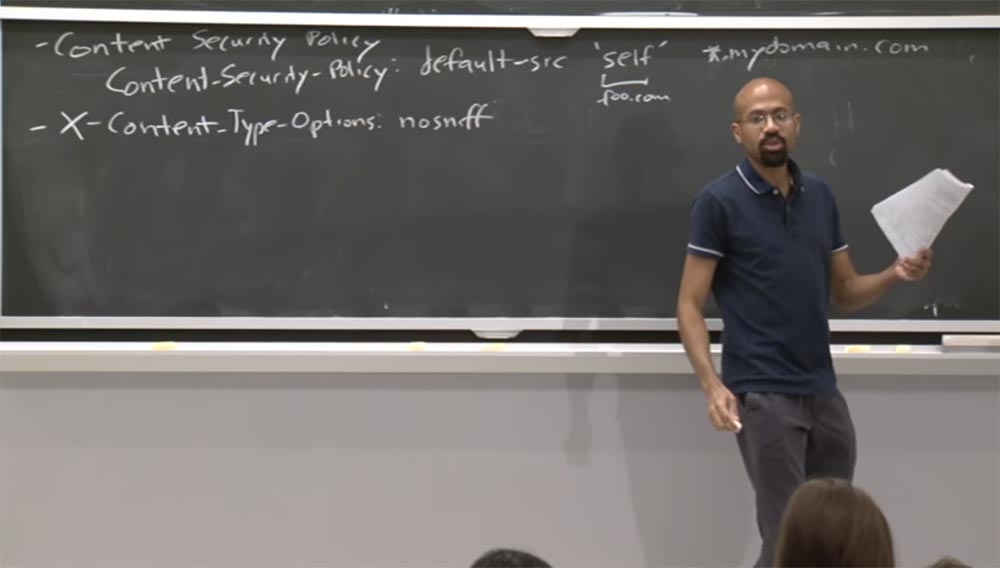 - Content Security Policy
Content-Security-Policy: default-src 'self' *.mydomain.com
foo.com
- X-Content-Type-Options: nosniff